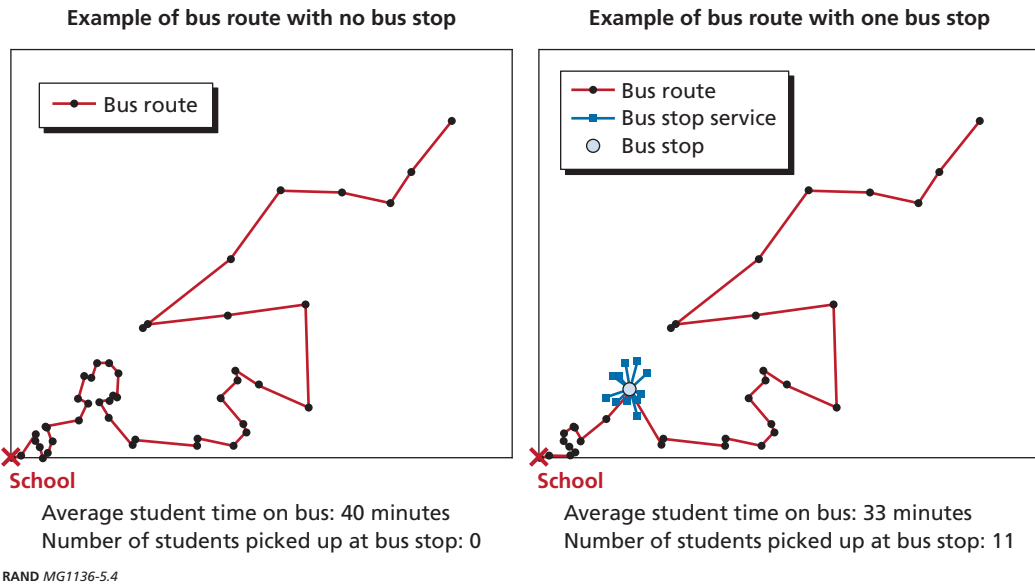 Example of bus route with no bus stop
Bus route
School
Average student time on bus: 40 minutes
Number of students picked up at bus stop: 0
Example of bus route with one bus stop
Bus route
Bus stop service
Bus stop
School
Average student time on bus: 33 minutes
Number of students picked up at bus stop: 11
RAND MG1136-5.4